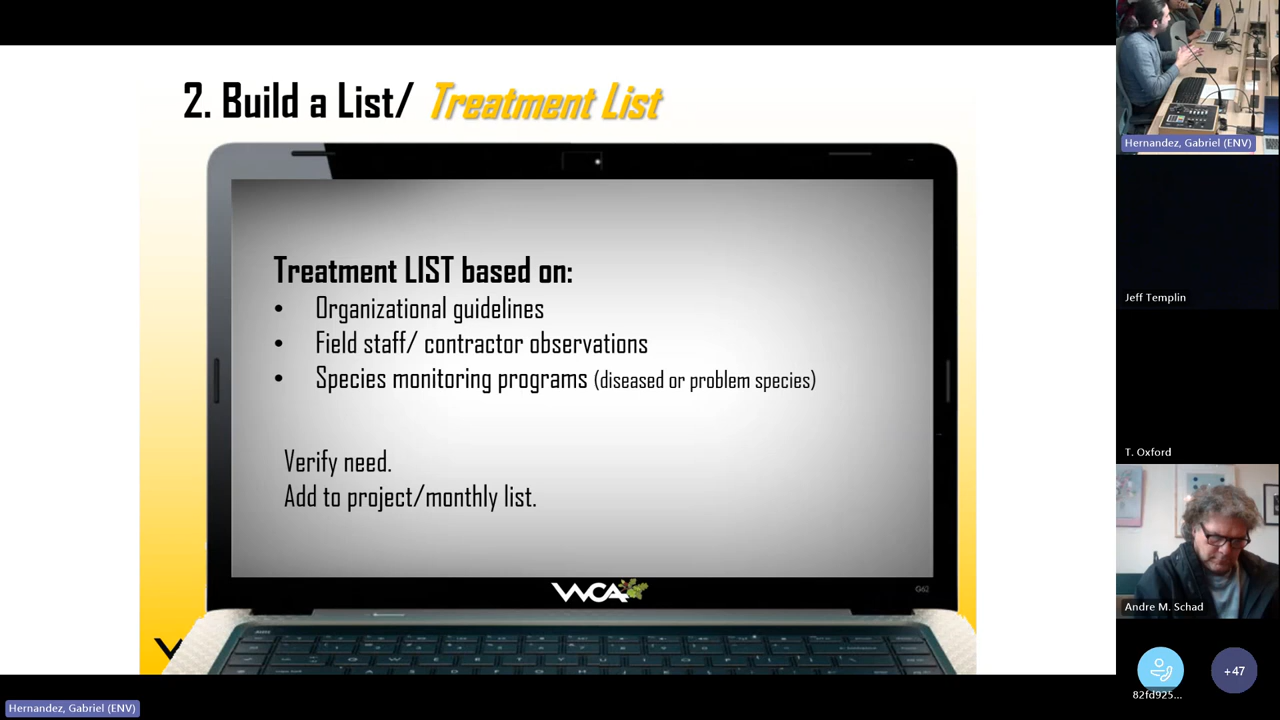 2. Build a List/ Treatment List
Treatment LIST based on:
• Organizational guidelines
• Field staff/ contractor observations
• Species monitoring programs (diseased or problem species)
Verify need.
Add to project/monthly list.
WCA
G62
Hernandez, Gabriel (ENV)
Jeff Templin
T. Oxford
Andre M. Schad
82fd925...
+47
Hernandez, Gabriel (ENV)